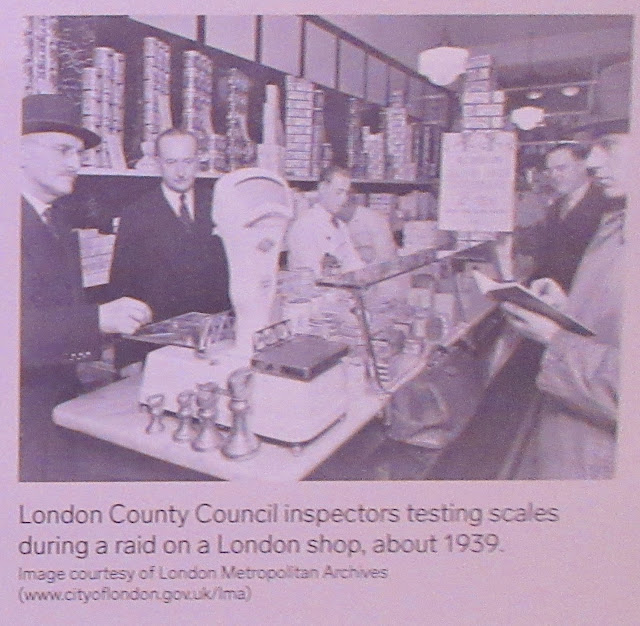 London County Council inspectors testing scales
during a raid on a London shop, about 1939.
Image courtesy of London Metropolitan Archives
(www.cityoflondon.gov.uk/lma)